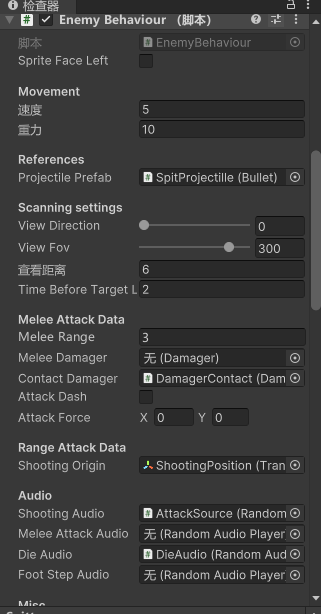 检查器
Enemy Behaviour （脚本）
脚本 EnemyBehaviour
Sprite Face Left
Movement
速度 5
重力 10
References
Projectile Prefab SpitProjectille (Bullet)
Scanning settings
View Direction 0
View Fov 300
查看距离 6
Time Before Target L 2
Melee Attack Data
Melee Range 3
Melee Damager 无 (Damager)
Contact Damager DamagerContact (Dam
Attack Dash
Attack Force X 0 Y 0
Range Attack Data
Shooting Origin ShootingPosition (Tran
Audio
Shooting Audio AttackSource (Random
Melee Attack Audio 无 (Random Audio Player
Die Audio DieAudio (Random Aud
Foot Step Audio 无 (Random Audio Player
Misc